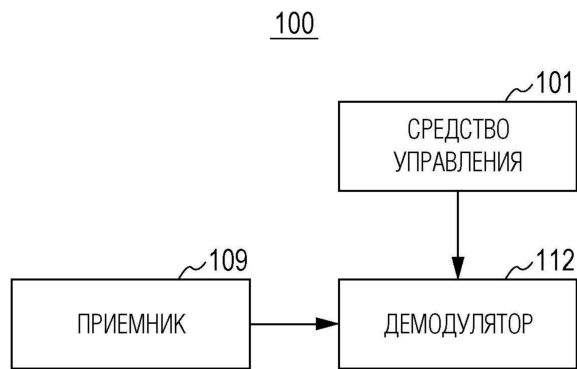 100
101
СРЕДСТВО
УПРАВЛЕНИЯ
109
ПРИЕМНИК
112
ДЕМОДУЛЯТОР